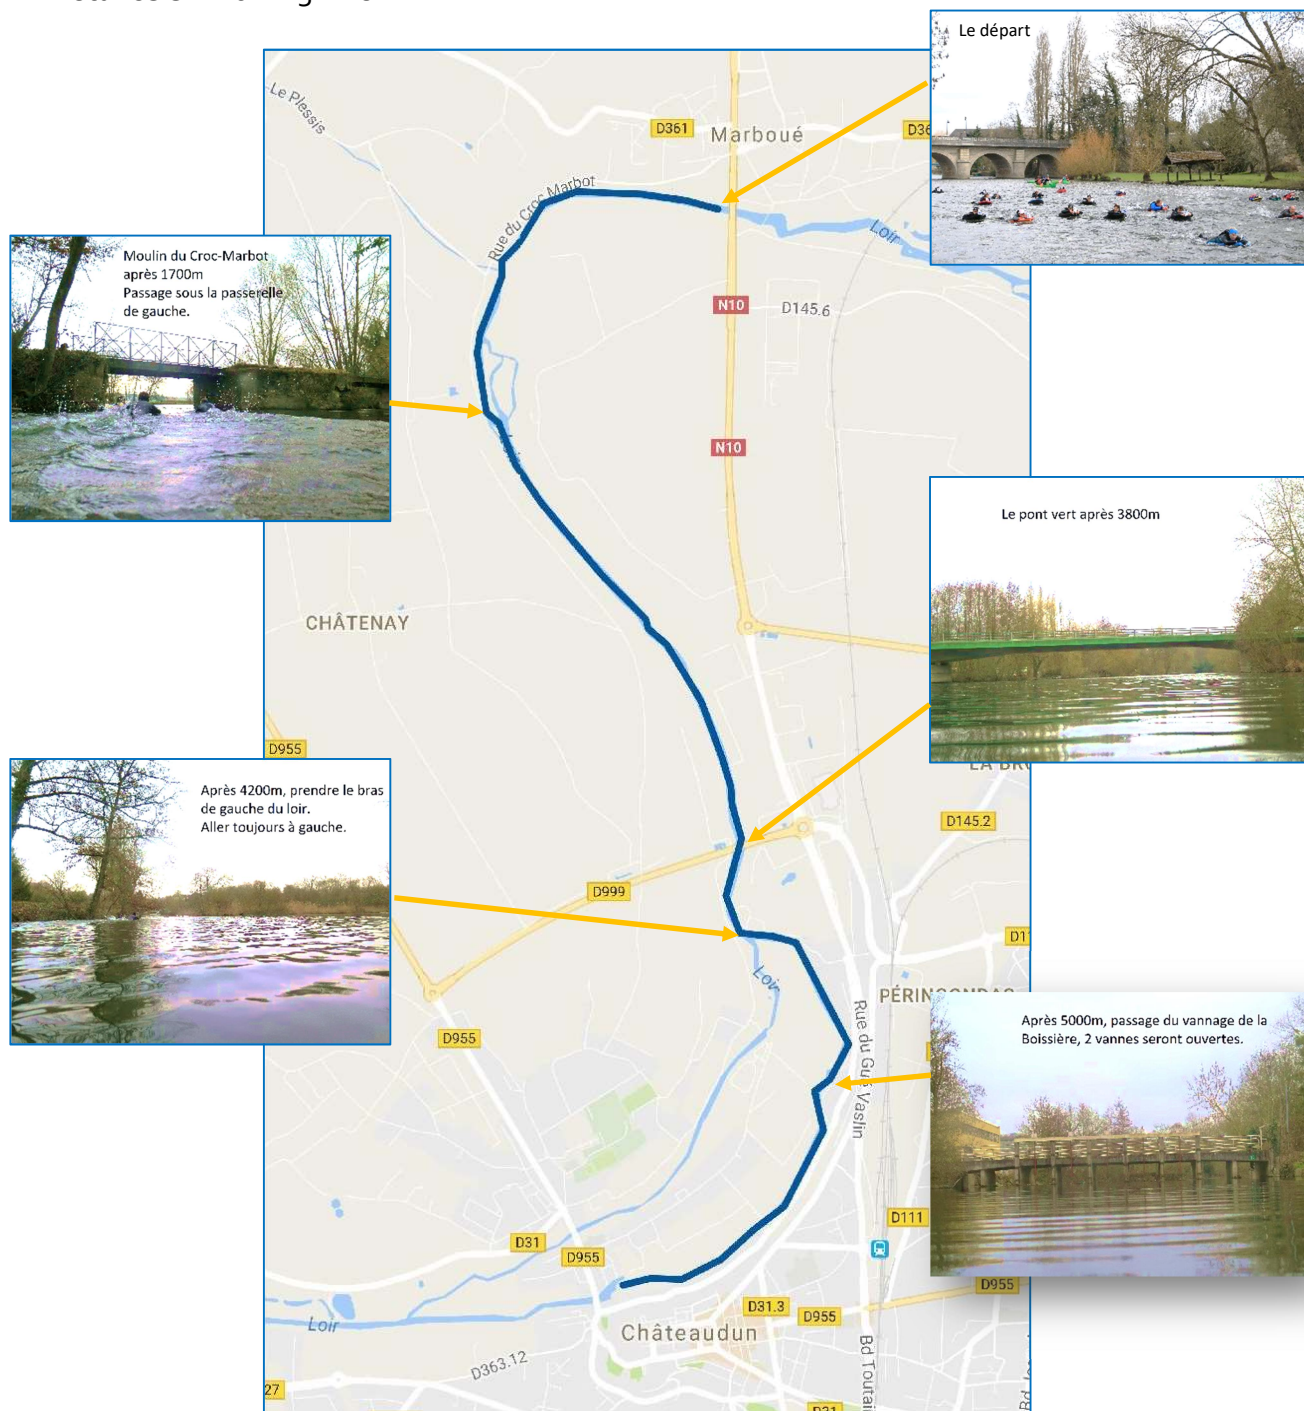 Le départ
Le Plessis
D361
Marboué
Rue du Croc Marbot
Loir
Moulin du Croc-Marbot
après 1700m
Passage sous la passerelle
de gauche.
N10
D145.6
N10
Le pont vert après 3800m
CHÂTENAY
D955
Après 4200m, prendre le bras
de gauche du loir.
Aller toujours à gauche.
D145.2
D999
Loir
D955
Rue du Gué Vaslin
Après 5000m, passage du vannage de la
Boissière, 2 vannes seront ouvertes.
D111
D31
D955
D955
D31.3
D955
Loir
Châteaudun
D363.12